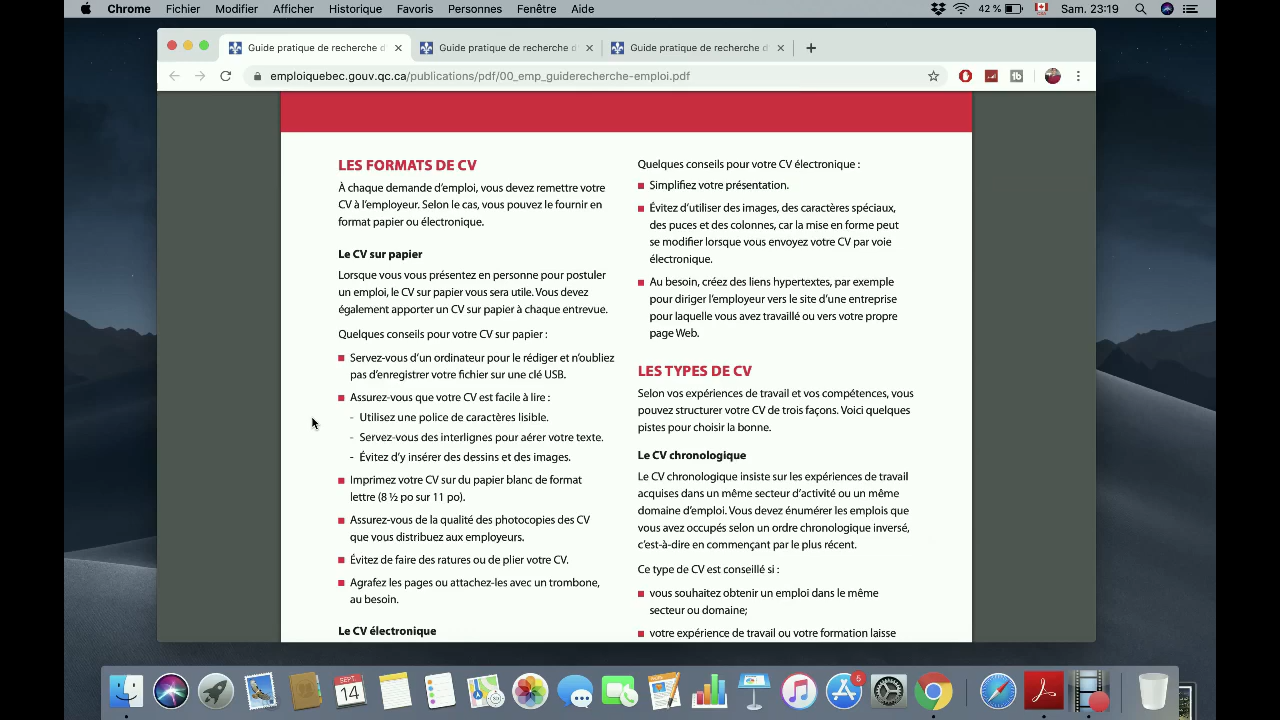 Chrome Fichier Modifier Afficher Historique Favoris Personnes Fenêtre Aide 42 % Sam. 23:19
Guide pratique de recherche d Guide pratique de recherche d Guide pratique de recherche d
emploiquebec.gouv.qc.ca/publications/pdf/00_emp_guiderecherche-emploi.pdf
LES FORMATS DE CV
À chaque demande d'emploi, vous devez remettre votre
CV à l'employeur. Selon le cas, vous pouvez le fournir en
format papier ou électronique.
Le CV sur papier
Lorsque vous vous présentez en personne pour postuler
un emploi, le CV sur papier vous sera utile. Vous devez
également apporter un CV sur papier à chaque entrevue.
Quelques conseils pour votre CV sur papier :
Servez-vous d'un ordinateur pour le rédiger et n'oubliez
pas d'enregistrer votre fichier sur une clé USB.
Assurez-vous que votre CV est facile à lire :
- Utilisez une police de caractères lisible.
- Servez-vous des interlignes pour aérer votre texte.
- Évitez d'y insérer des dessins et des images.
Imprimez votre CV sur du papier blanc de format
lettre (8 ½ po sur 11 po).
Assurez-vous de la qualité des photocopies des CV
que vous distribuez aux employeurs.
Évitez de faire des ratures ou de plier votre CV.
Agrafez les pages ou attachez-les avec un trombone,
au besoin.
Le CV électronique
Quelques conseils pour votre CV électronique :
Simplifiez votre présentation.
Évitez d'utiliser des images, des caractères spéciaux,
des puces et des colonnes, car la mise en forme peut
se modifier lorsque vous envoyez votre CV par voie
électronique.
Au besoin, créez des liens hypertextes, par exemple
pour diriger l'employeur vers le site d'une entreprise
pour laquelle vous avez travaillé ou vers votre propre
page Web.
LES TYPES DE CV
Selon vos expériences de travail et vos compétences, vous
pouvez structurer votre CV de trois façons. Voici quelques
pistes pour choisir la bonne.
Le CV chronologique
Le CV chronologique insiste sur les expériences de travail
acquises dans un même secteur d'activité ou un même
domaine d'emploi. Vous devez énumérer les emplois que
vous avez occupés selon un ordre chronologique inversé,
c'est-à-dire en commençant par le plus récent.
Ce type de CV est conseillé si :
vous souhaitez obtenir un emploi dans le même
secteur ou domaine;
votre expérience de travail ou votre formation laisse
SEPT.
14
5